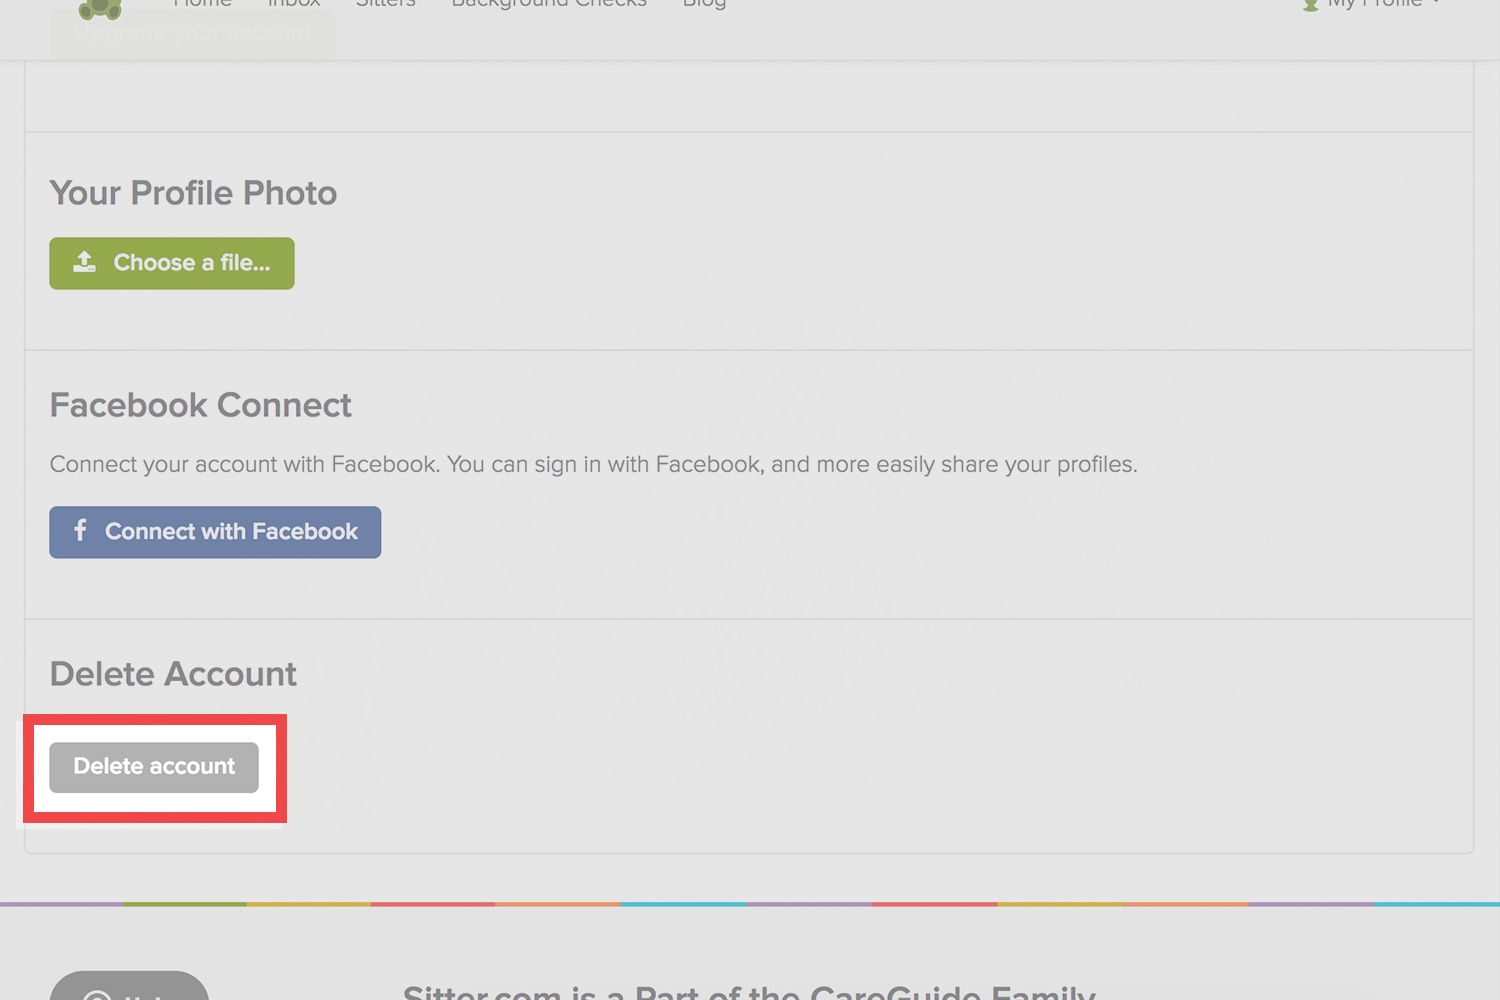 Home Inbox Sitters Background Checks Blog My Profile
Upgrade your account
Your Profile Photo
Choose a file...
Facebook Connect
Connect your account with Facebook. You can sign in with Facebook, and more easily share your profiles.
Connect with Facebook
Delete Account
Delete account
Sitter.com is a Part of the CareGuide Family